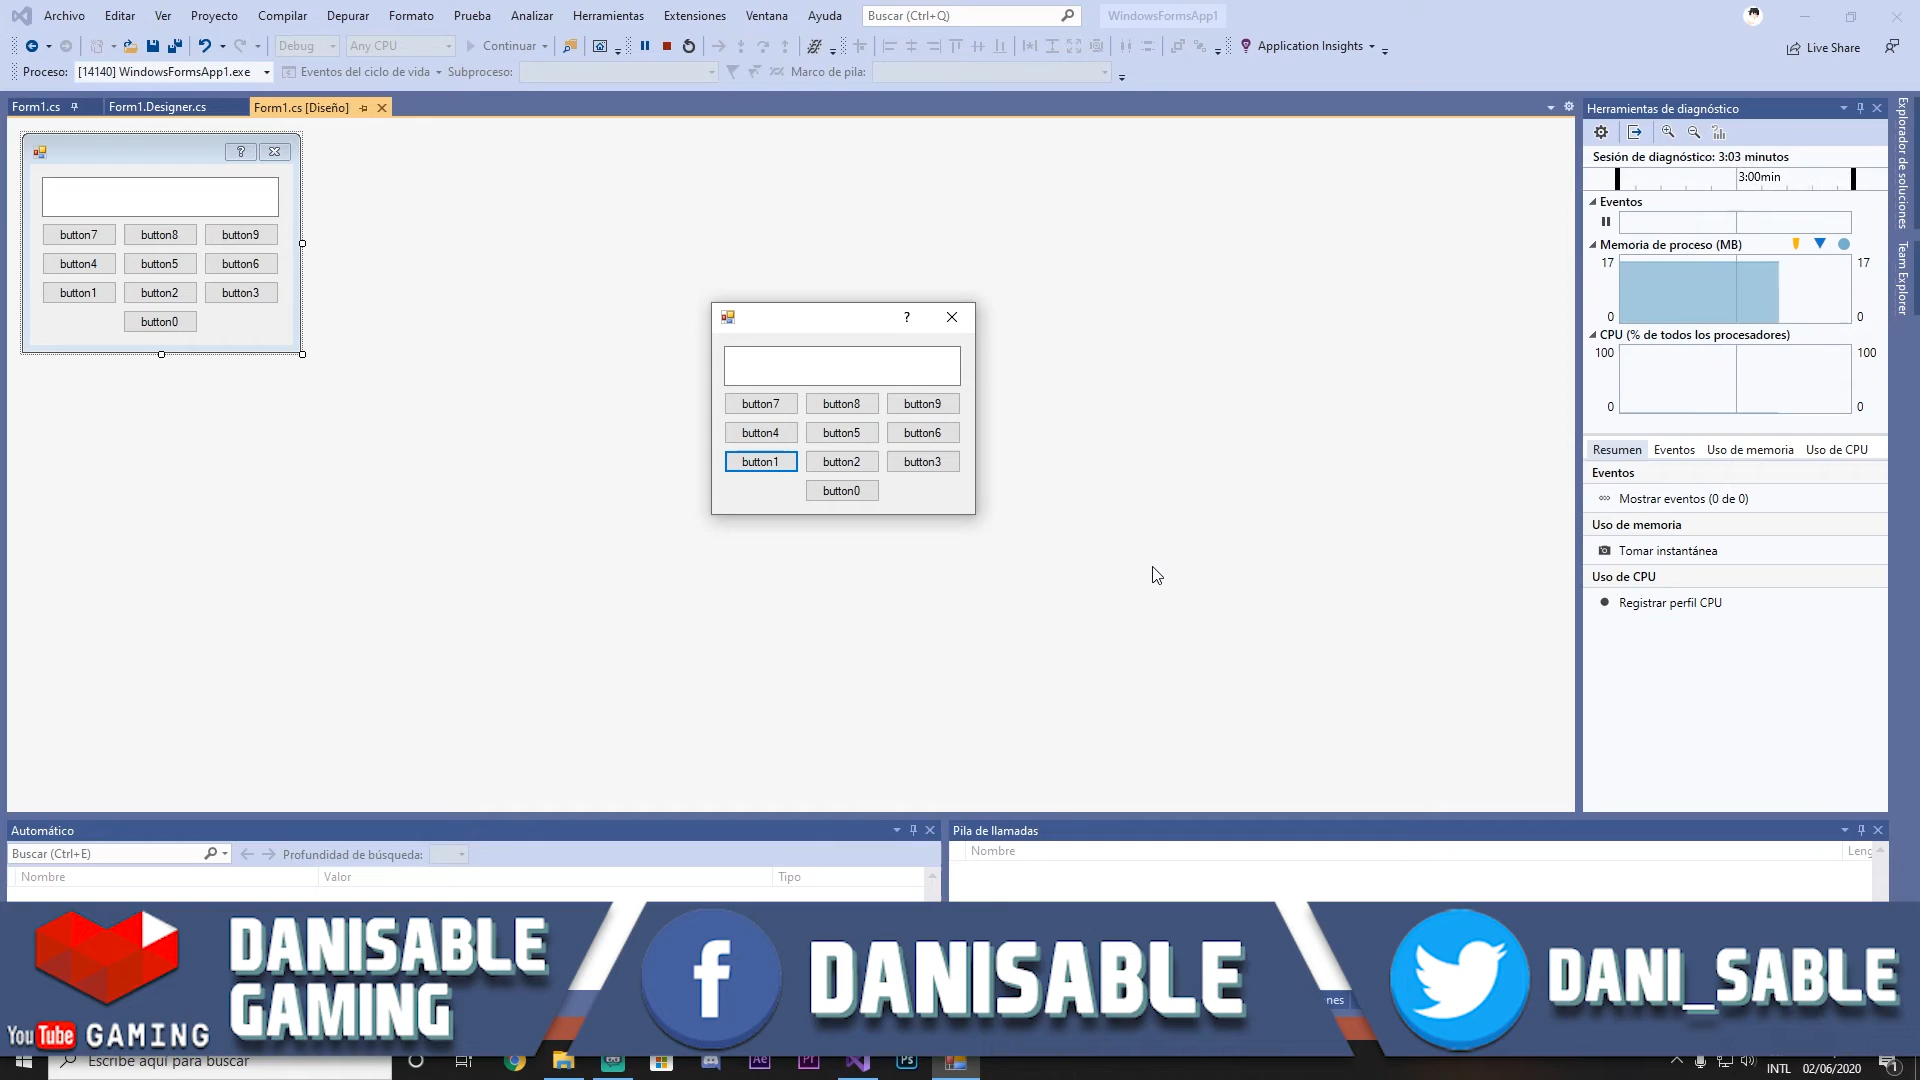 Archivo Editar Ver Proyecto Compilar Depurar Formato Prueba Analizar Herramientas Extensiones Ventana Ayuda Buscar (Ctrl+Q) WindowsFormsApp1
Debug Any CPU Continuar Application Insights Live Share
Proceso: [14140] WindowsFormsApp1.exe Eventos del ciclo de vida Subproceso: Marco de pila:
Form1.cs Form1.Designer.cs Form1.cs [Diseño]
?
button7 button8 button9
button4 button5 button6
button1 button2 button3
button0
?
button7 button8 button9
button4 button5 button6
button1 button2 button3
button0
Herramientas de diagnóstico
Sesión de diagnóstico: 3:03 minutos
3:00min
Eventos
Memoria de proceso (MB)
17 17
0 0
CPU (% de todos los procesadores)
100 100
0 0
Resumen Eventos Uso de memoria Uso de CPU
Eventos
Mostrar eventos (0 de 0)
Uso de memoria
Tomar instantánea
Uso de CPU
Registrar perfil CPU
Explorador de soluciones
Team Explorer
Automático
Buscar (Ctrl+E) Profundidad de búsqueda:
Nombre Valor Tipo
Pila de llamadas
Nombre Leng
DANISABLE
GAMING
YouTube GAMING
f DANISABLE
DANI_SABLE
nes
Escribe aquí para buscar
Ae Pr Ps
INTL 02/06/2020 1